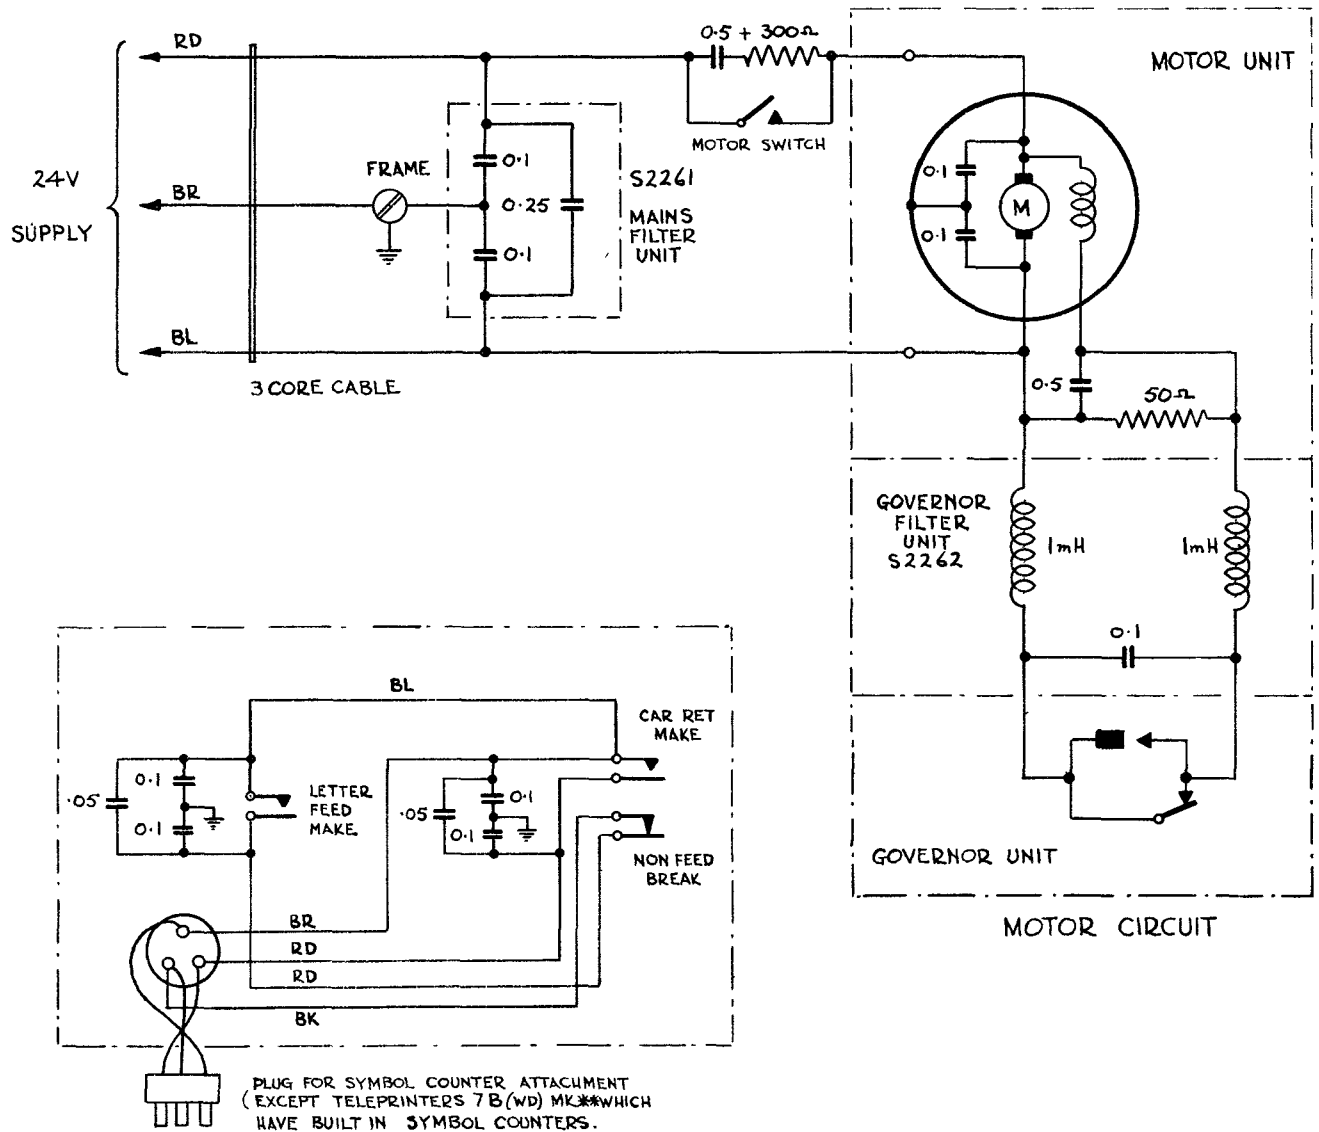 RD
0·5 + 300Ω
MOTOR UNIT
MOTOR SWITCH
24V
SUPPLY
BR
FRAME
0·1
0·25
0·1
S2261
MAINS
FILTER
UNIT
0·1
0·1
M
BL
3 CORE CABLE
0·5
50Ω
GOVERNOR
FILTER
UNIT
S2262
1mH
1mH
0·1
GOVERNOR UNIT
MOTOR CIRCUIT
BL
CAR RET
MAKE
·05
0·1
0·1
LETTER
FEED
MAKE
·05
0·1
0·1
NON FEED
BREAK
BR
RD
RD
BK
(PLUG FOR SYMBOL COUNTER ATTACHMENT
EXCEPT TELEPRINTERS 7B(WD) MK**WHICH
HAVE BUILT IN SYMBOL COUNTERS.